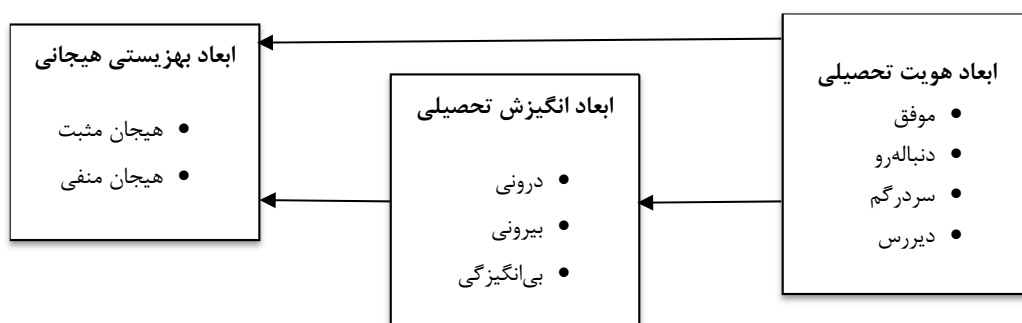 ابعاد هویت تحصیلی
• موفق
• دنباله‌رو
• سردرگم
• دیررس
ابعاد انگیزش تحصیلی
• درونی
• بیرونی
• بی‌انگیزگی
ابعاد بهزیستی هیجانی
• هیجان مثبت
• هیجان منفی